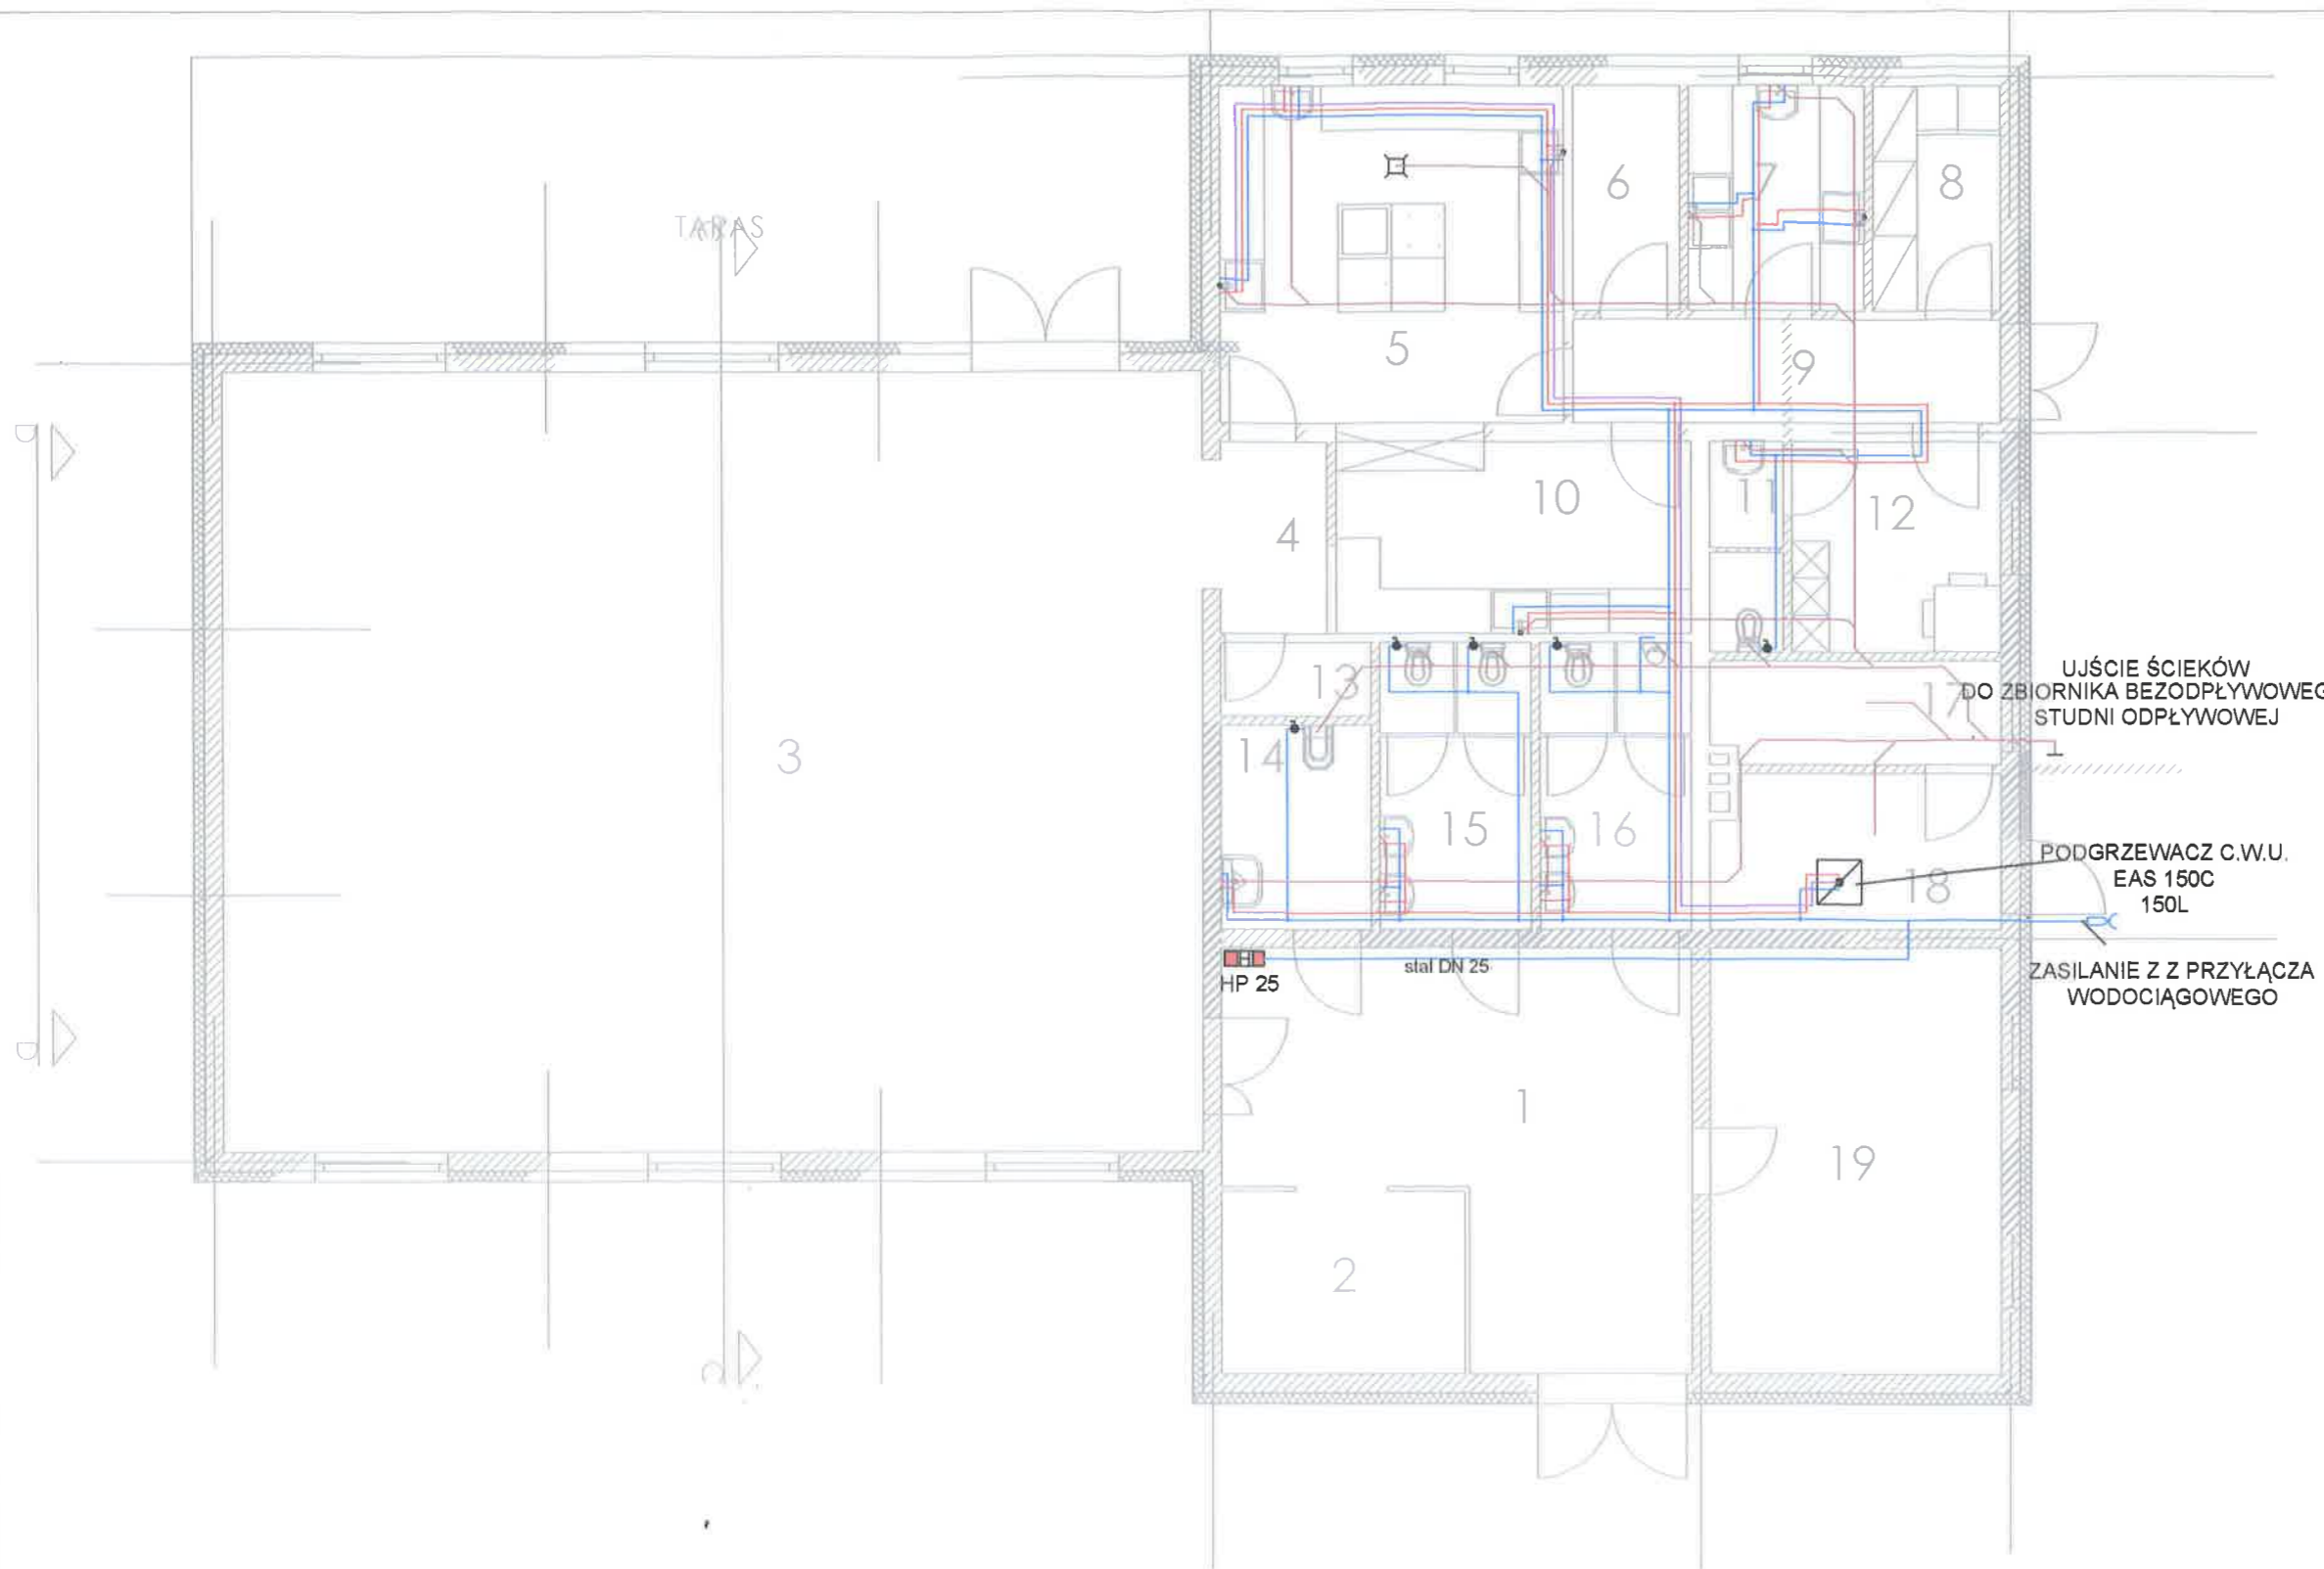 TARAS
6
8
5
9
10
11
12
4
13
17
UJŚCIE ŚCIEKÓW
DO ZBIORNIKA BEZODPŁYWOWEG
STUDNI ODPŁYWOWEJ
14
3
15
16
18
PODGRZEWACZ C.W.U.
EAS 150C
150L
HP 25
stal DN 25
ZASILANIE Z Z PRZYŁĄCZA
WODOCIĄGOWEGO
1
19
2
D
D